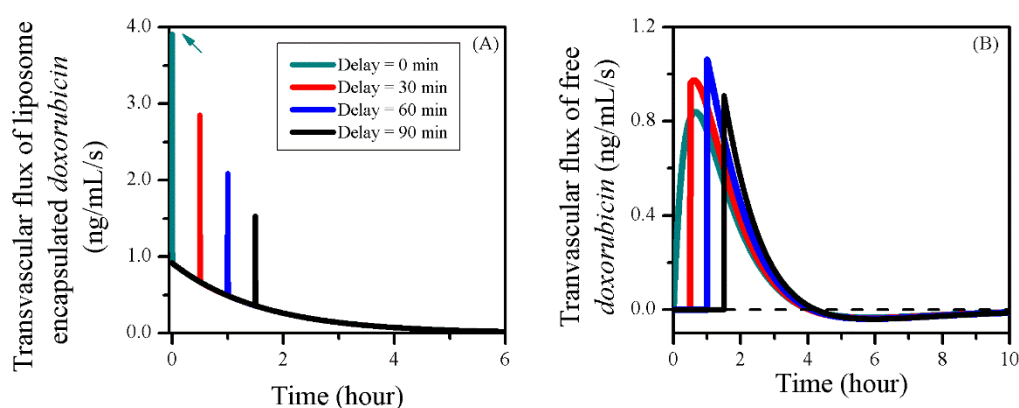 Transvascular flux of liposome
encapsulated doxorubicin
(ng/mL/s)
4.0
3.0
2.0
1.0
0.0
(A)
Delay = 0 min
Delay = 30 min
Delay = 60 min
Delay = 90 min
0
2
4
6
Time (hour)
Tranvascular flux of free
doxorubicin (ng/mL/s)
1.2
0.8
0.4
0.0
(B)
0
2
4
6
8
10
Time (hour)